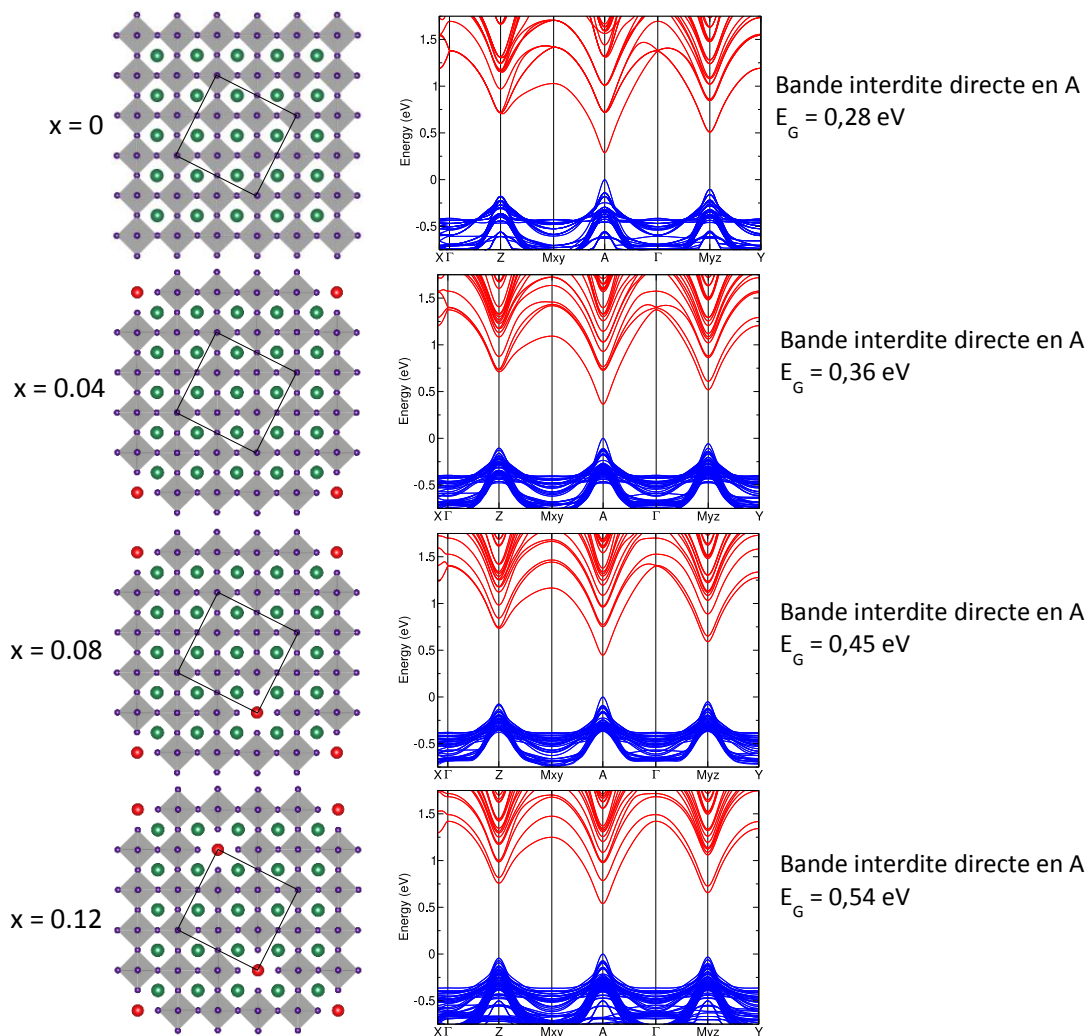 x = 0
1.5
1
0.5
0
-0.5
Energy (eV)
X Γ Z Mxy A Γ Myz Y
Bande interdite directe en A
E_G = 0,28 eV
x = 0.04
1.5
1
0.5
0
-0.5
Energy (eV)
X Γ Z Mxy A Γ Myz Y
Bande interdite directe en A
E_G = 0,36 eV
x = 0.08
1.5
1
0.5
0
-0.5
Energy (eV)
X Γ Z Mxy A Γ Myz Y
Bande interdite directe en A
E_G = 0,45 eV
x = 0.12
1.5
1
0.5
0
-0.5
Energy (eV)
X Γ Z Mxy A Γ Myz Y
Bande interdite directe en A
E_G = 0,54 eV